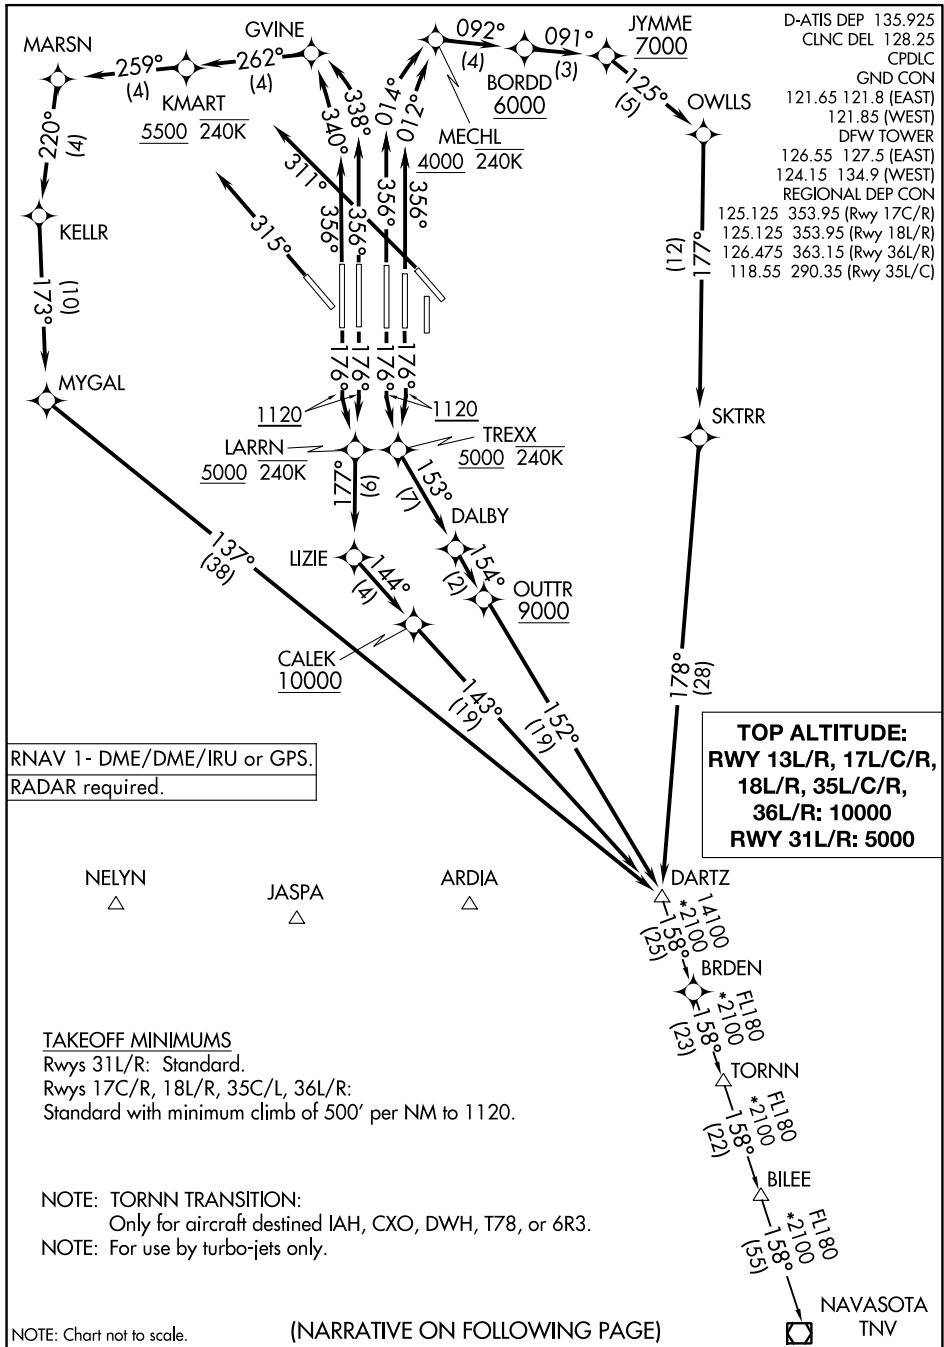 D-ATIS DEP 135.925
CLNC DEL 128.25
CPDLC
GND CON
121.65 121.8 (EAST)
121.85 (WEST)
DFW TOWER
126.55 127.5 (EAST)
124.15 134.9 (WEST)
REGIONAL DEP CON
125.125 353.95 (Rwy 17C/R)
125.125 353.95 (Rwy 18L/R)
126.475 363.15 (Rwy 36L/R)
118.55 290.35 (Rwy 35L/C)
MARSN
259°
(4)
KMART
5500 240K
262°
(4)
GVINE
340°
338°
014°
012°
092°
(4)
MECHL
4000 240K
BORDD
6000
091°
(3)
JYMME
7000
125°
(5)
OWLLS
220°
(4)
KELLR
173°
(10)
MYGAL
315°
311°
356°
356°
356°
356°
177°
(12)
SKTRR
176°
176°
176°
176°
1120
1120
LARRN
5000 240K
TREXX
5000 240K
177°
(9)
LIZIE
153°
(7)
DALBY
144°
(4)
154°
(2)
OUTTR
9000
137°
(38)
CALEK
10000
143°
(19)
152°
(19)
178°
(28)
RNAV 1- DME/DME/IRU or GPS.
RADAR required.
TOP ALTITUDE:
RWY 13L/R, 17L/C/R,
18L/R, 35L/C/R,
36L/R: 10000
RWY 31L/R: 5000
NELYN
JASPA
ARDIA
DARTZ
14100
*2100
158°
(25)
BRDEN
FL180
*2100
158°
(23)
TORNN
FL180
*2100
158°
(22)
BILEE
FL180
*2100
158°
(55)
NAVASOTA
TNV
TAKEOFF MINIMUMS
Rwys 31L/R: Standard.
Rwys 17C/R, 18L/R, 35C/L, 36L/R:
Standard with minimum climb of 500' per NM to 1120.
NOTE: TORNN TRANSITION:
Only for aircraft destined IAH, CXO, DWH, T78, or 6R3.
NOTE: For use by turbo-jets only.
NOTE: Chart not to scale.
(NARRATIVE ON FOLLOWING PAGE)